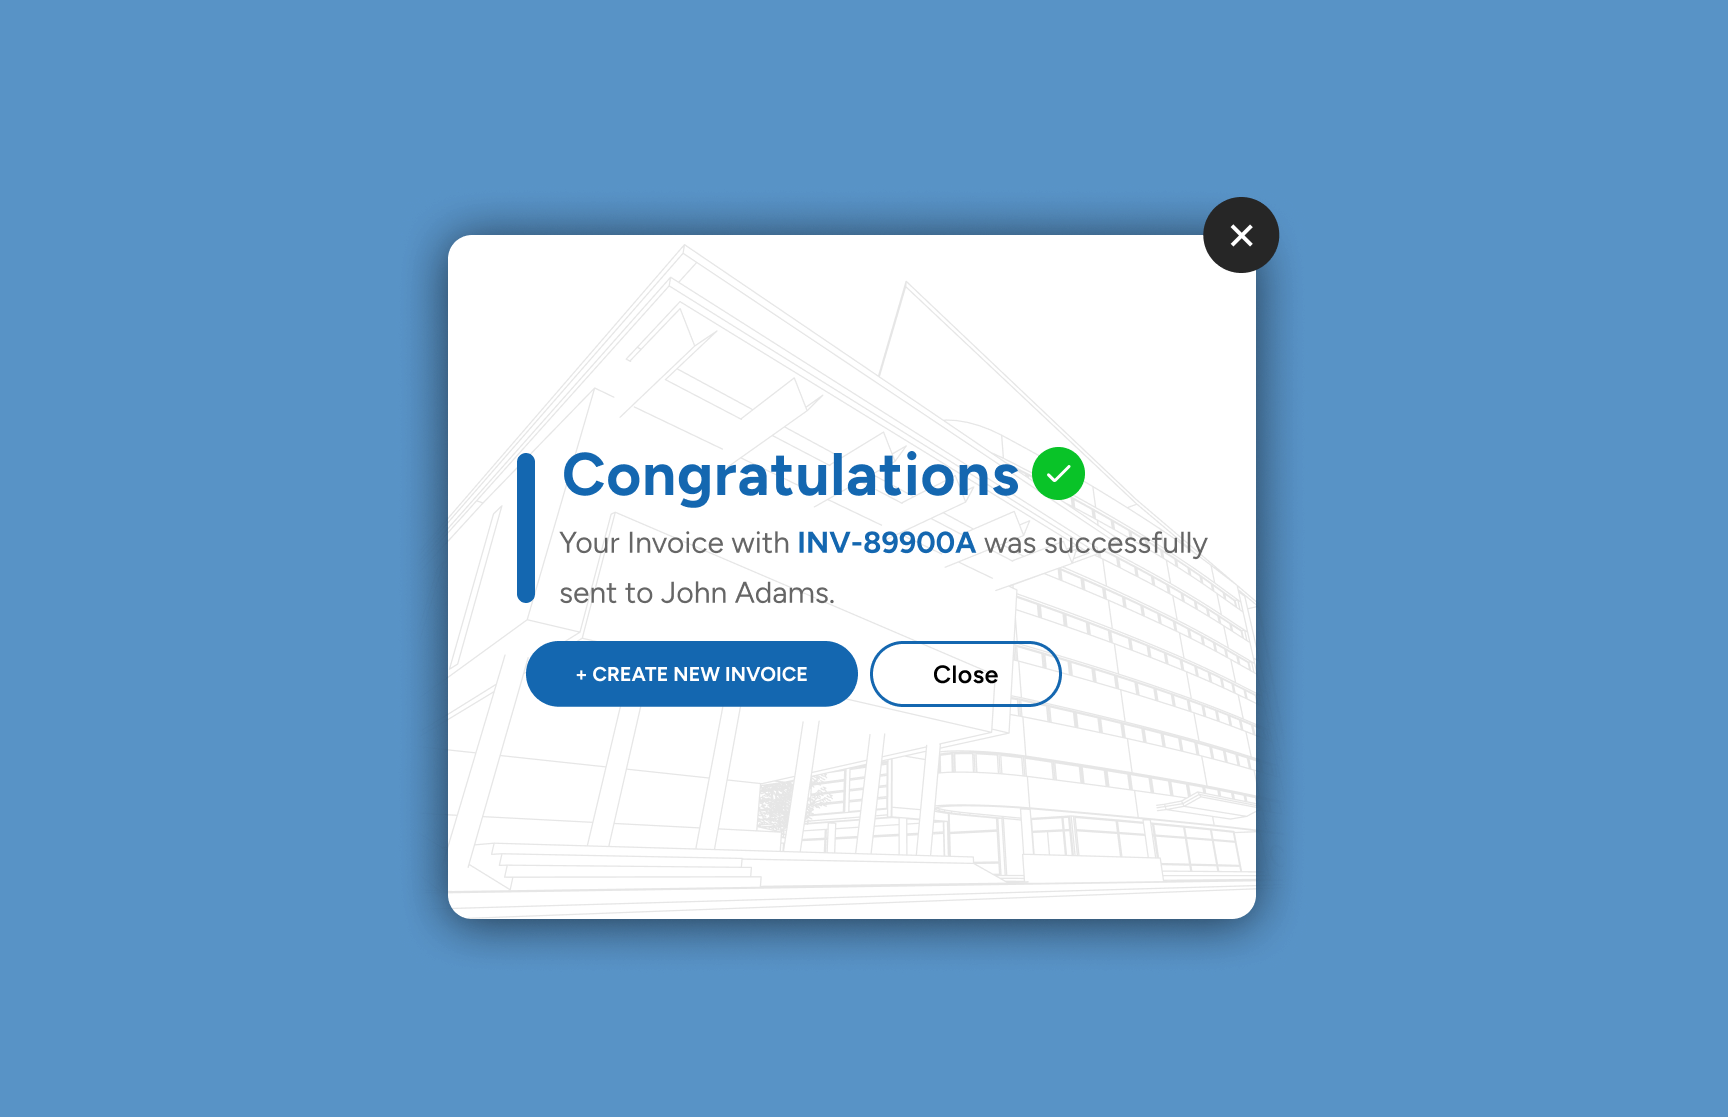 Congratulations
Your Invoice with INV-89900A was successfully
sent to John Adams.
+ CREATE NEW INVOICE
Close